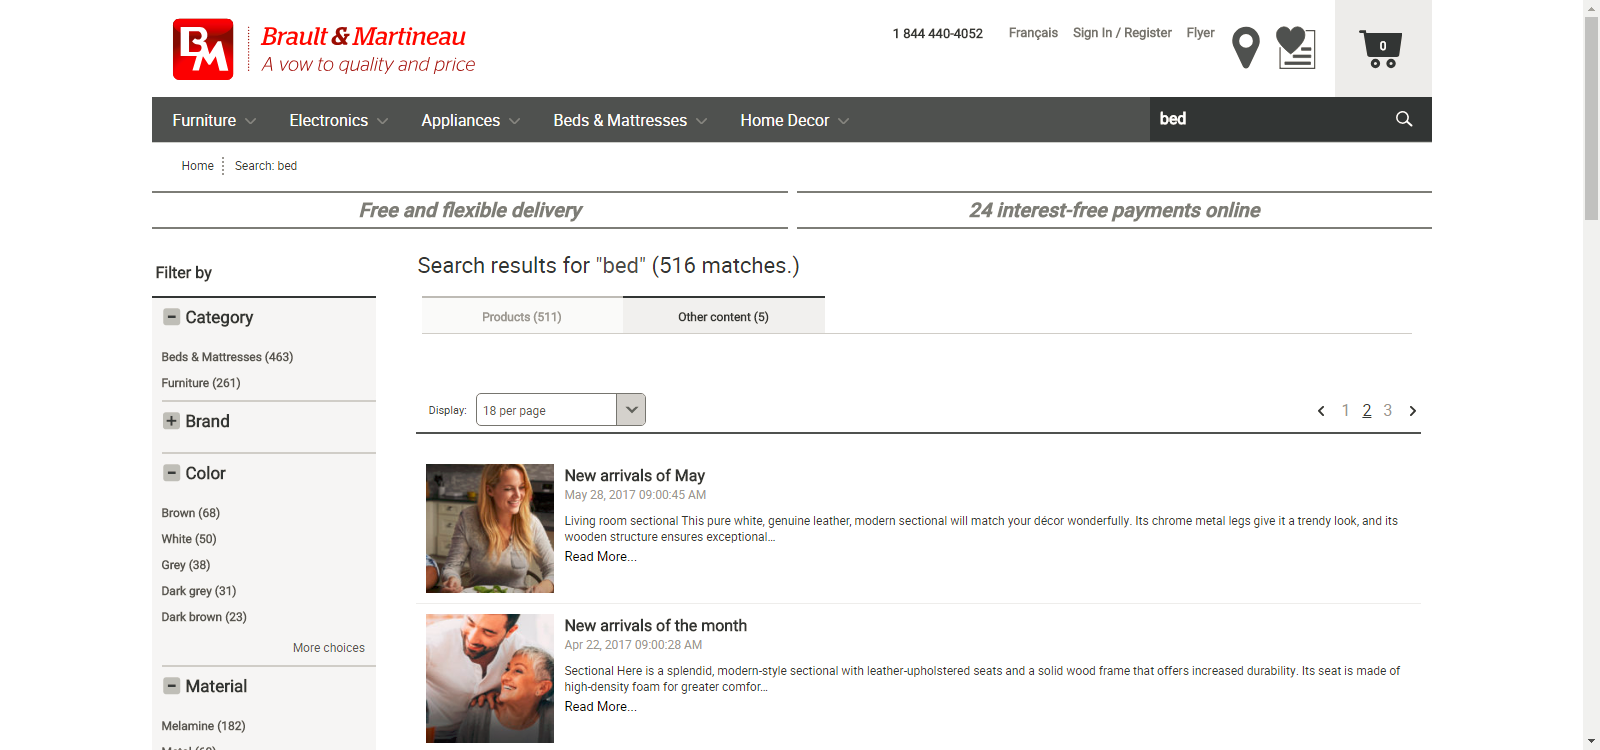 BM
Brault & Martineau
A vow to quality and price
1 844 440-4052
Français
Sign In / Register
Flyer
0
Furniture
Electronics
Appliances
Beds & Mattresses
Home Decor
bed
Home
Search: bed
Free and flexible delivery
24 interest-free payments online
Filter by
Category
Beds & Mattresses (463)
Furniture (261)
Brand
Color
Brown (68)
White (50)
Grey (38)
Dark grey (31)
Dark brown (23)
More choices
Material
Melamine (182)
Search results for "bed" (516 matches.)
Products (511)
Other content (5)
Display:
18 per page
1 2 3
New arrivals of May
May 28, 2017 09:00:45 AM
Living room sectional This pure white, genuine leather, modern sectional will match your décor wonderfully. Its chrome metal legs give it a trendy look, and its
wooden structure ensures exceptional...
Read More...
New arrivals of the month
Apr 22, 2017 09:00:28 AM
Sectional Here is a splendid, modern-style sectional with leather-upholstered seats and a solid wood frame that offers increased durability. Its seat is made of
high-density foam for greater comfor...
Read More...